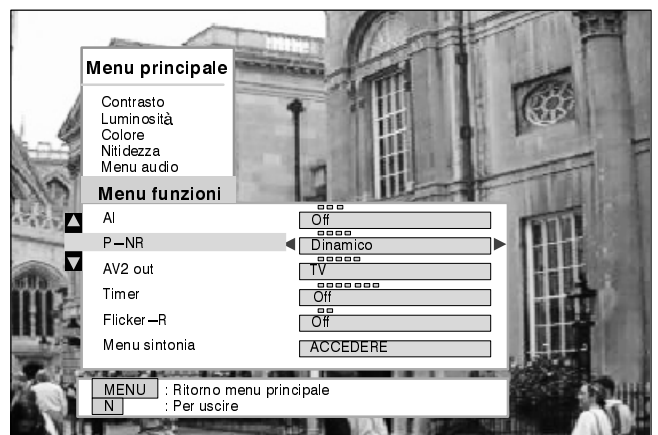 Menu principale
Contrasto
Luminosità
Colore
Nitidezza
Menu audio
Menu funzioni
AI Off
P-NR Dinamico
AV2 out TV
Timer Off
Flicker-R Off
Menu sintonia ACCEDERE
MENU : Ritorno menu principale
N : Per uscire